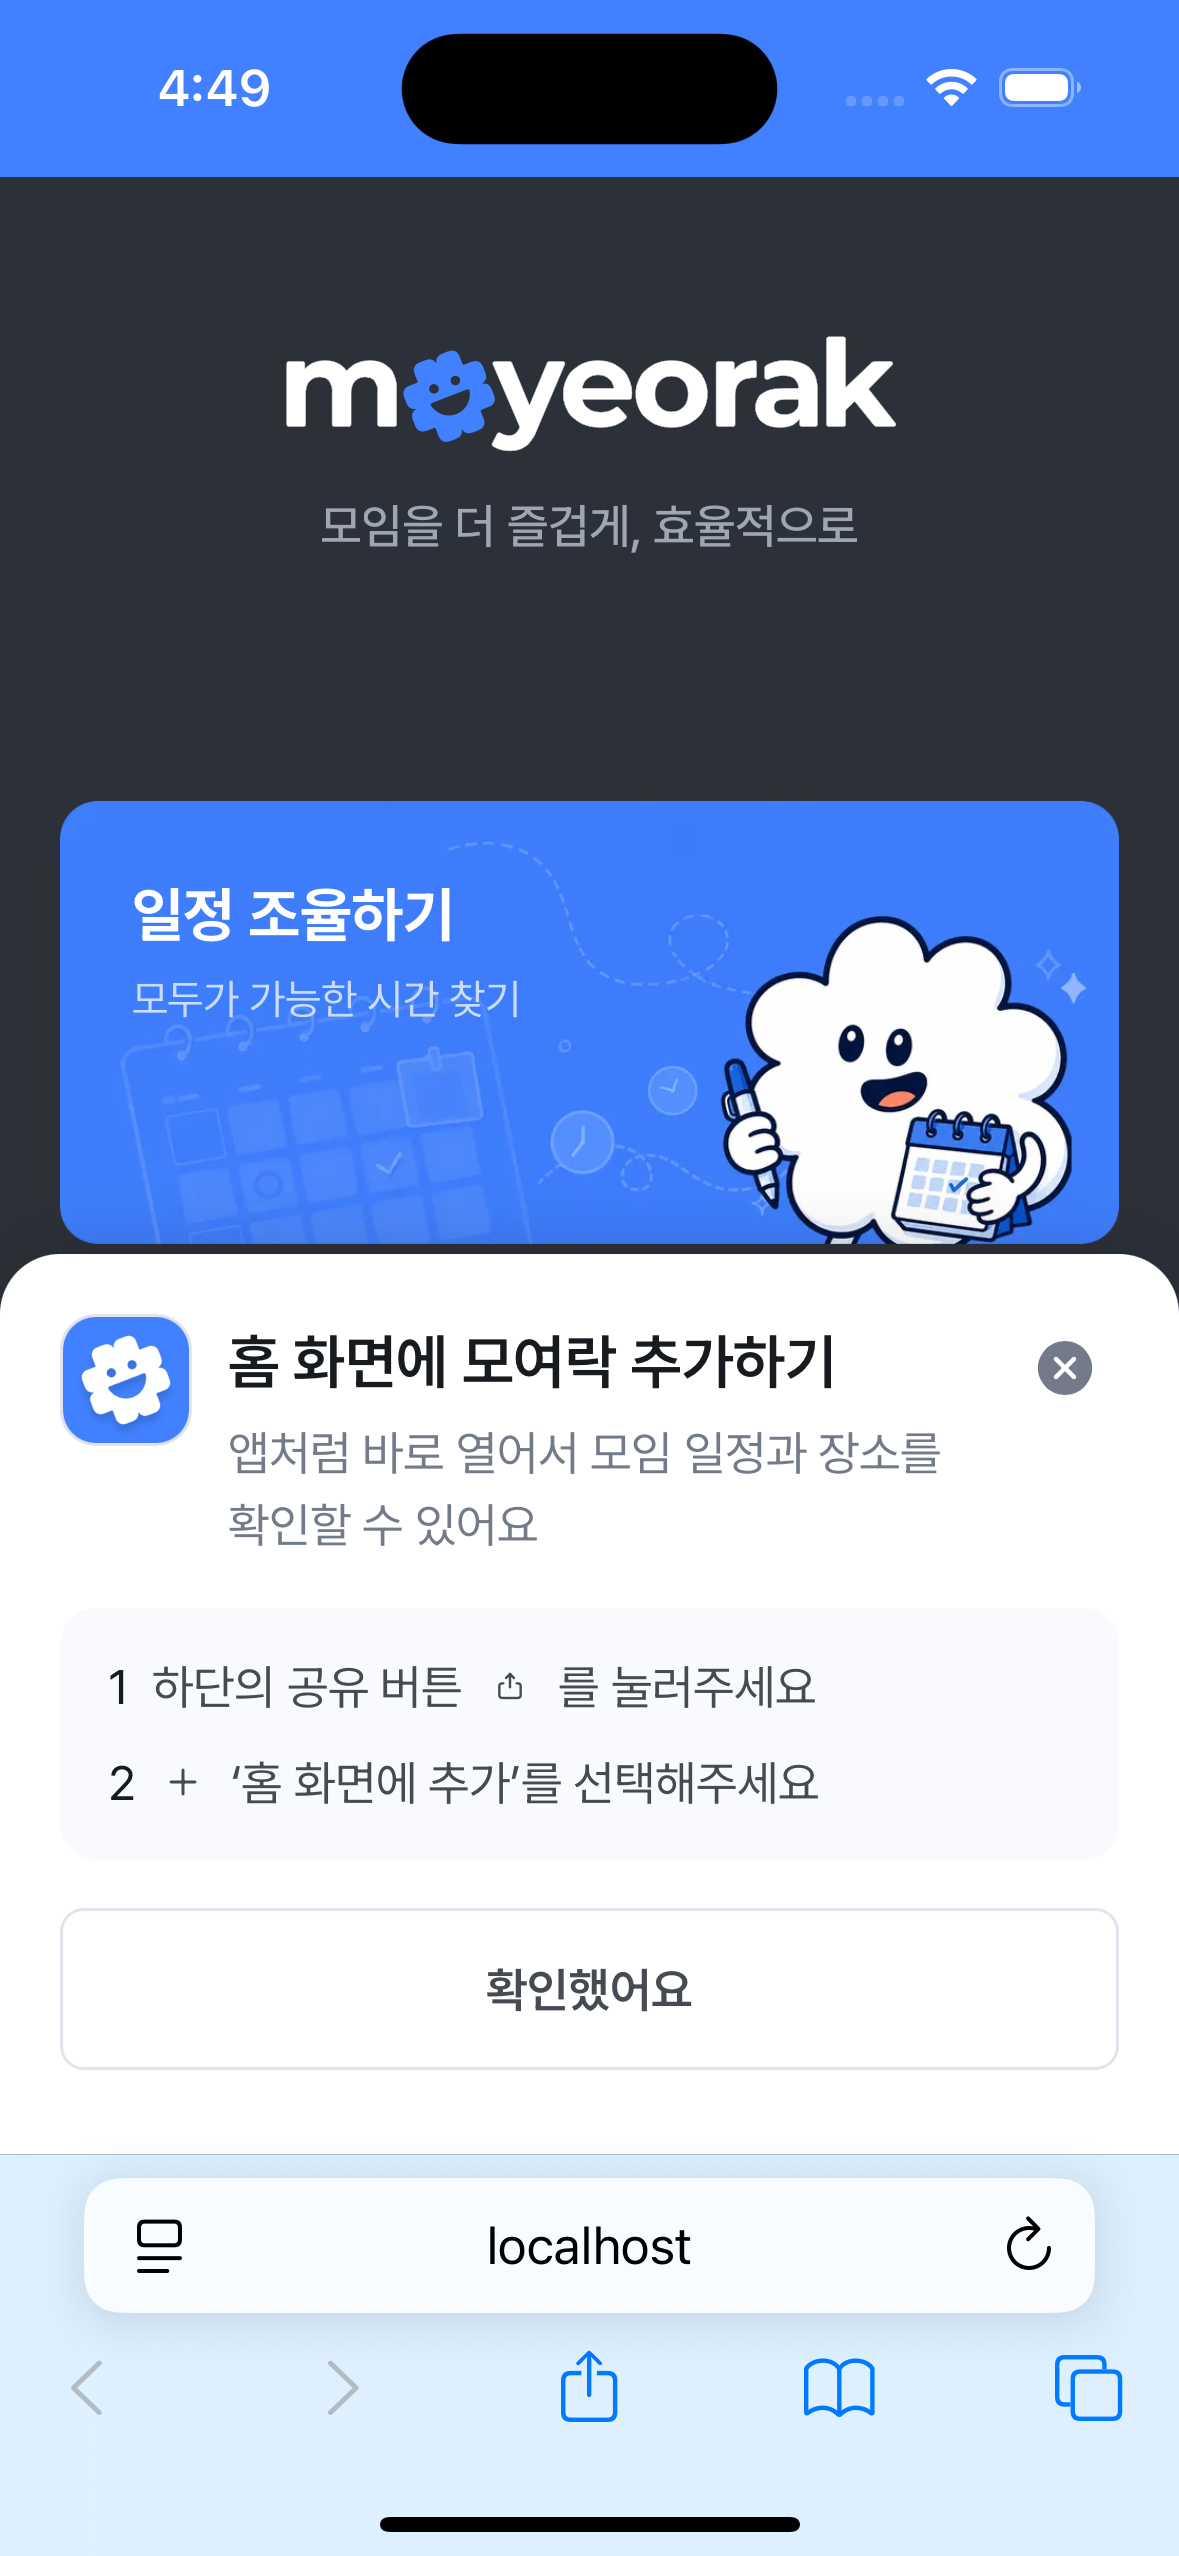 4:49
moyeorak
모임을 더 즐겁게, 효율적으로
일정 조율하기
모두가 가능한 시간 찾기
홈 화면에 모여락 추가하기
앱처럼 바로 열어서 모임 일정과 장소를
확인할 수 있어요
1 하단의 공유 버튼 를 눌러주세요
2 + ‘홈 화면에 추가’를 선택해주세요
확인했어요
localhost